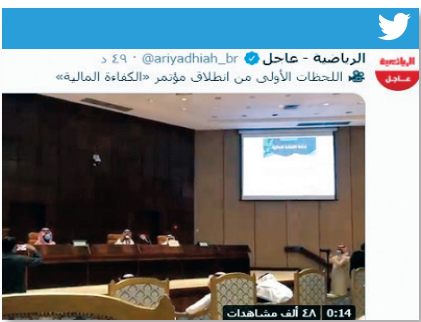 الرياضية - عاجل @ariyadhiah_br · ٤٩ د
اللحظات الأولى من انطلاق مؤتمر «الكفاءة المالية»
الرياضية
عاجل
0:14 | ٤٨ ألف مشاهدات